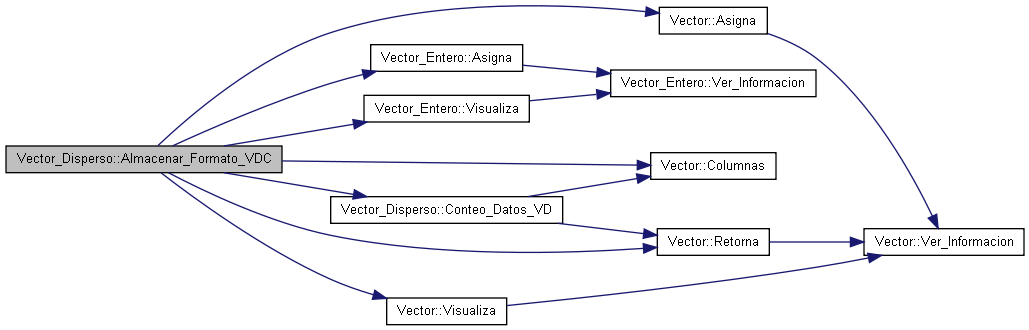 Vector::Asigna
Vector_Entero::Asigna
Vector_Entero::Ver_Informacion
Vector_Entero::Visualiza
Vector_Disperso::Almacenar_Formato_VDC
Vector::Columnas
Vector_Disperso::Conteo_Datos_VD
Vector::Retorna
Vector::Ver_Informacion
Vector::Visualiza